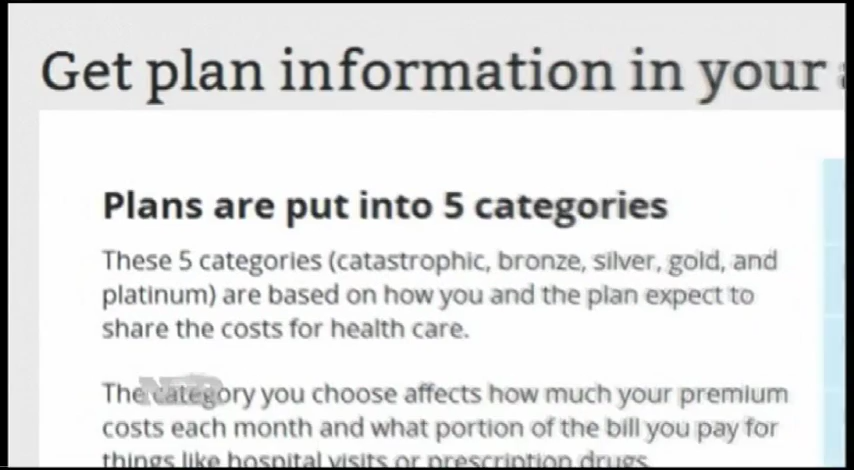 Get plan information in your
Plans are put into 5 categories
These 5 categories (catastrophic, bronze, silver, gold, and
platinum) are based on how you and the plan expect to
share the costs for health care.
The category you choose affects how much your premium
costs each month and what portion of the bill you pay for
things like hospital visits or prescription drugs.